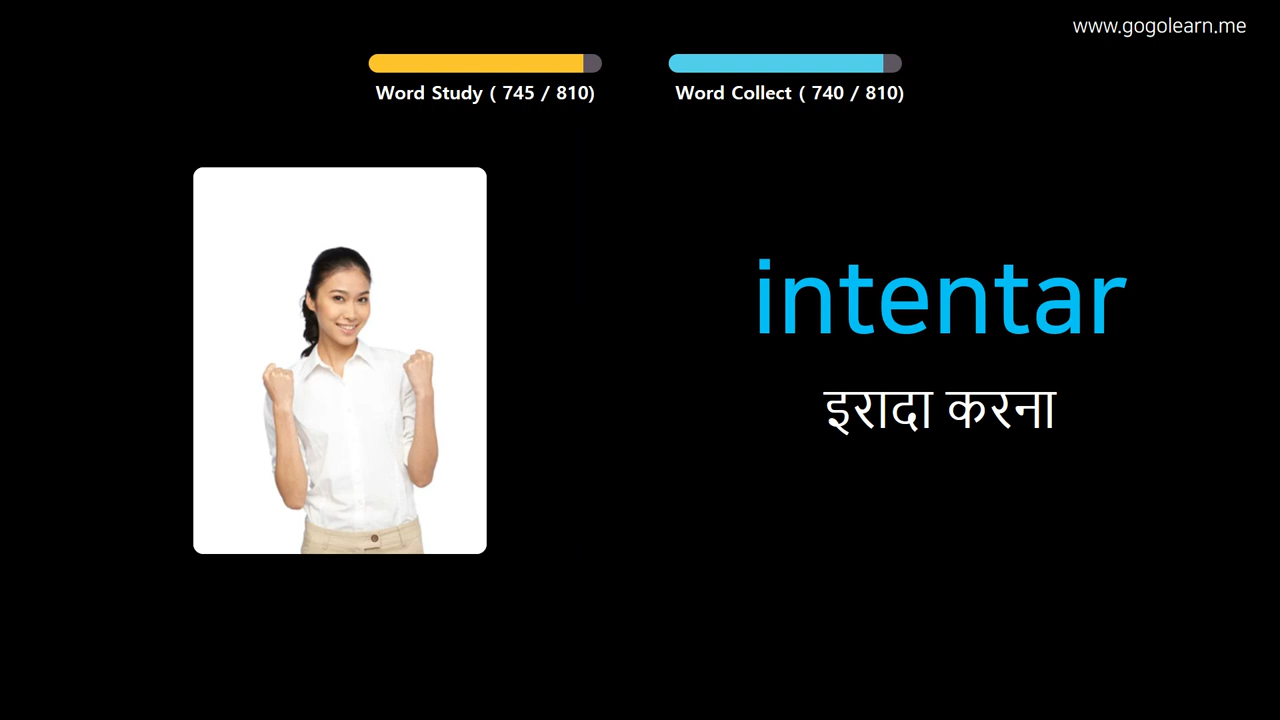 www.gogolearn.me
Word Study ( 745 / 810)
Word Collect ( 740 / 810)
intentar
इरादा करना